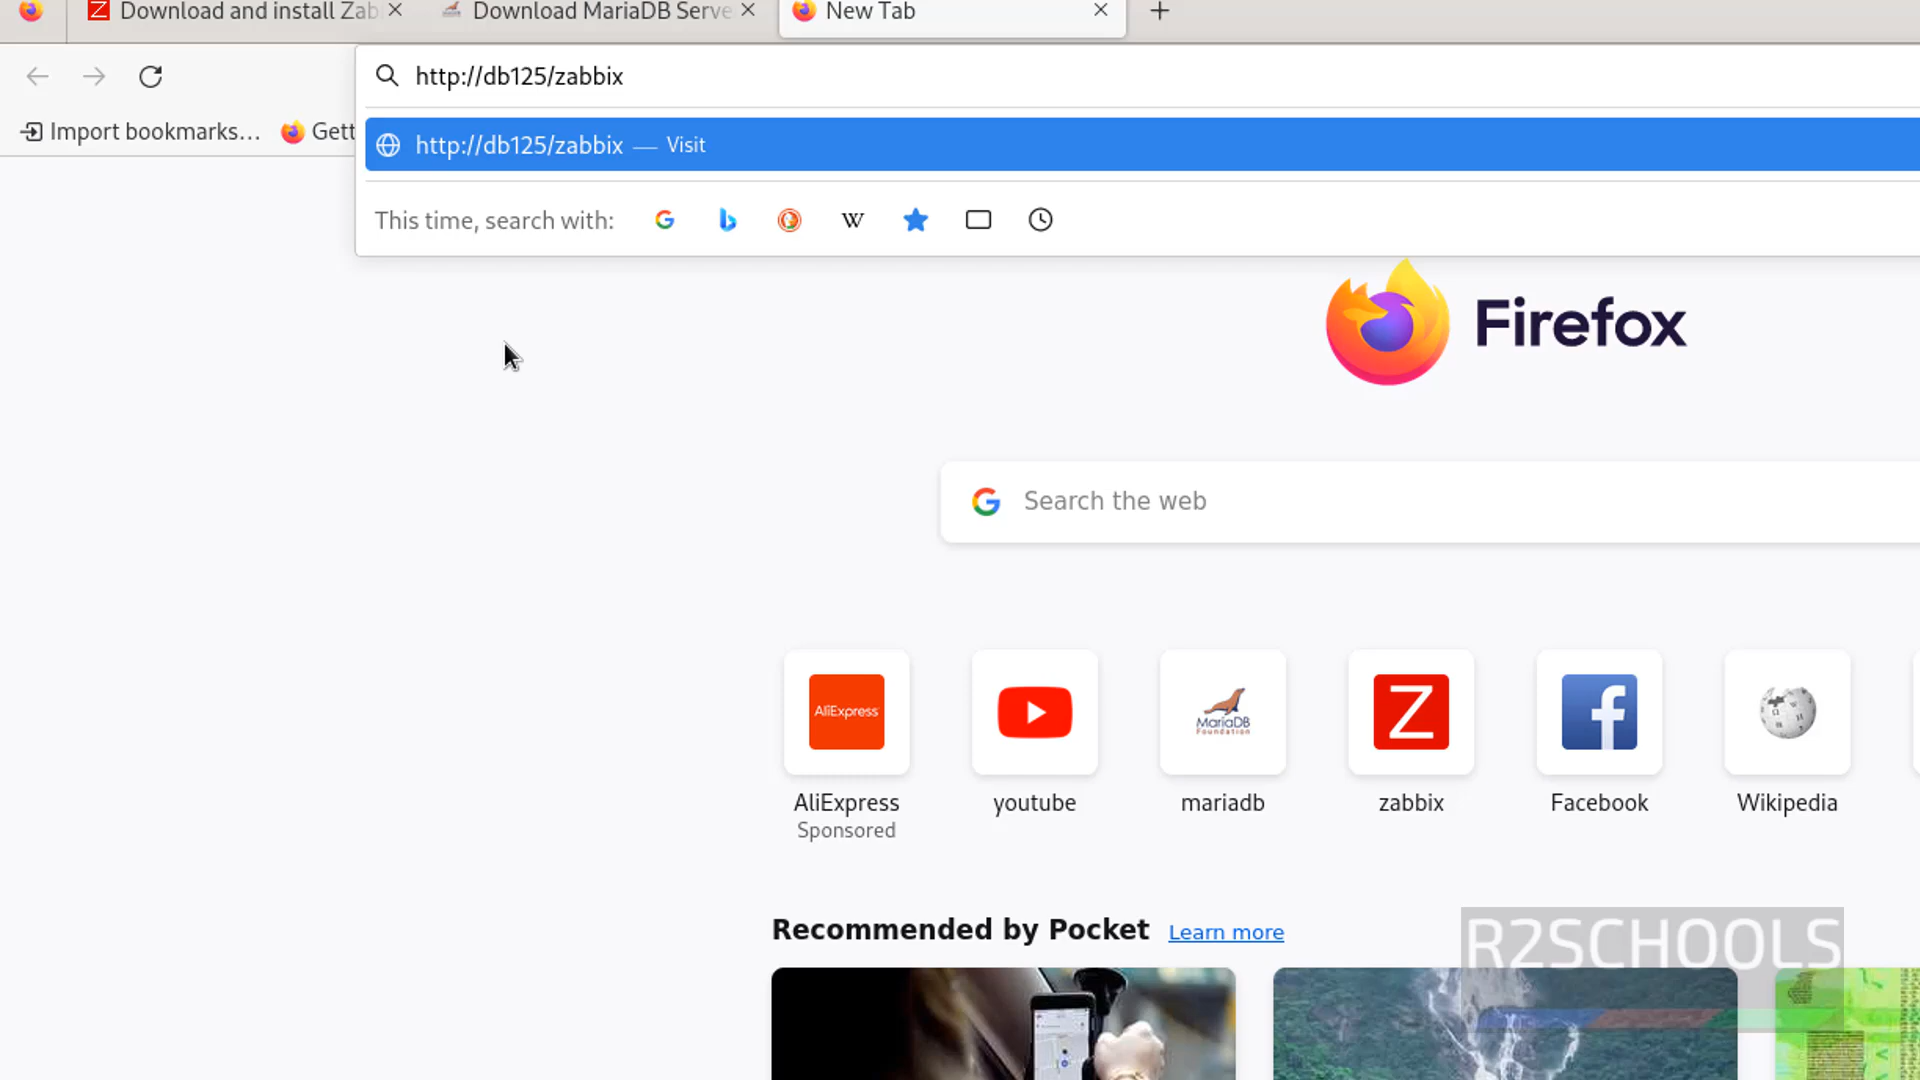 Download and install Zab
Download MariaDB Serve
New Tab
http://db125/zabbix
Import bookmarks...
Gett
http://db125/zabbix — Visit
This time, search with:
Firefox
Search the web
AliExpress
MariaDB
Foundation
Z
AliExpress
Sponsored
youtube
mariadb
zabbix
Facebook
Wikipedia
Recommended by Pocket
Learn more
R2SCHOOLS